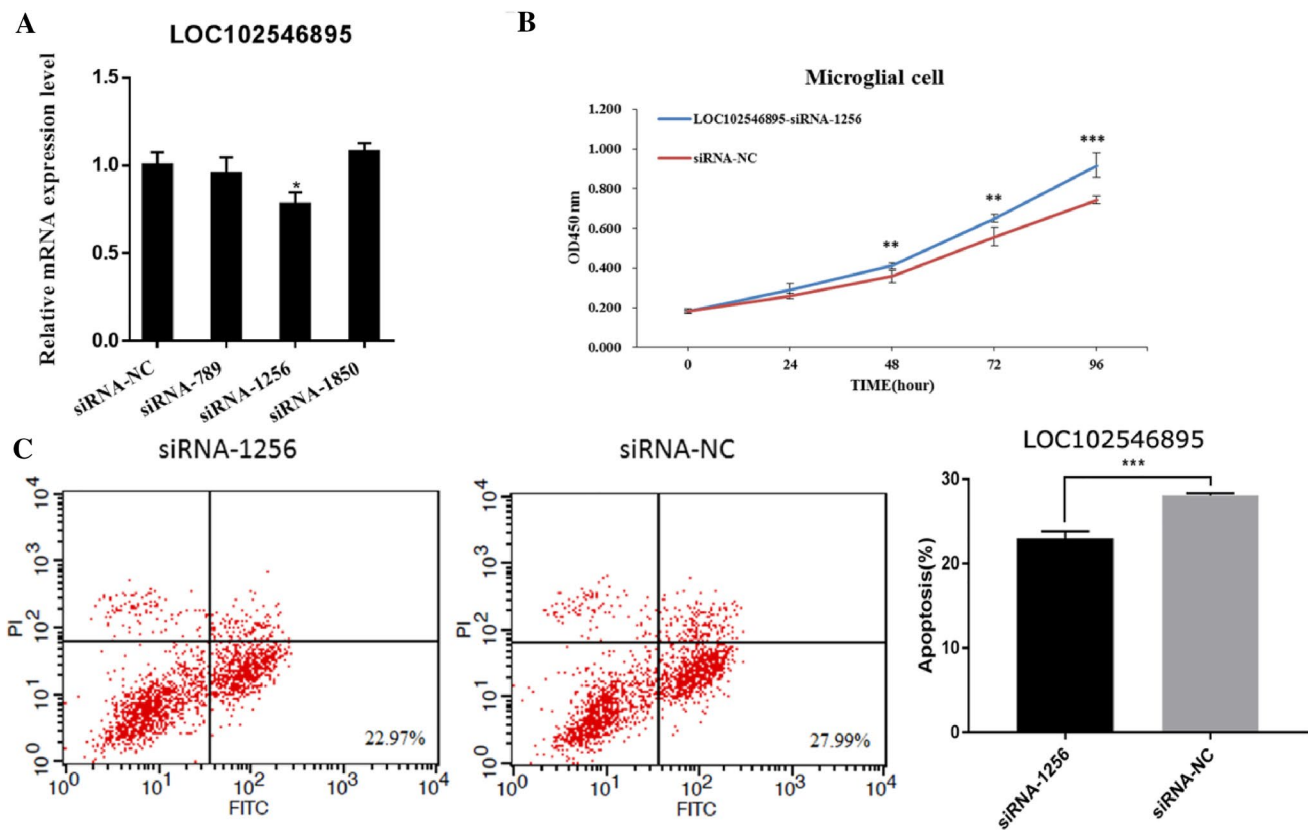 A
LOC102546895
Relative mRNA expression level
1.5
1.0
0.5
0.0
*
siRNA-NC
siRNA-789
siRNA-1256
siRNA-1850
B
Microglial cell
OD450 nm
1.200
1.000
0.800
0.600
0.400
0.200
0.000
LOC102546895-siRNA-1256
siRNA-NC
**
**
***
0 24 48 72 96
TIME(hour)
C
siRNA-1256
PI
10⁴
10³
10²
10¹
10⁰
22.97%
10⁰ 10¹ 10² 10³ 10⁴
FITC
siRNA-NC
PI
10⁴
10³
10²
10¹
10⁰
27.99%
10⁰ 10¹ 10² 10³ 10⁴
FITC
LOC102546895
***
Apoptosis(%)
30
20
10
0
siRNA-1256
siRNA-NC